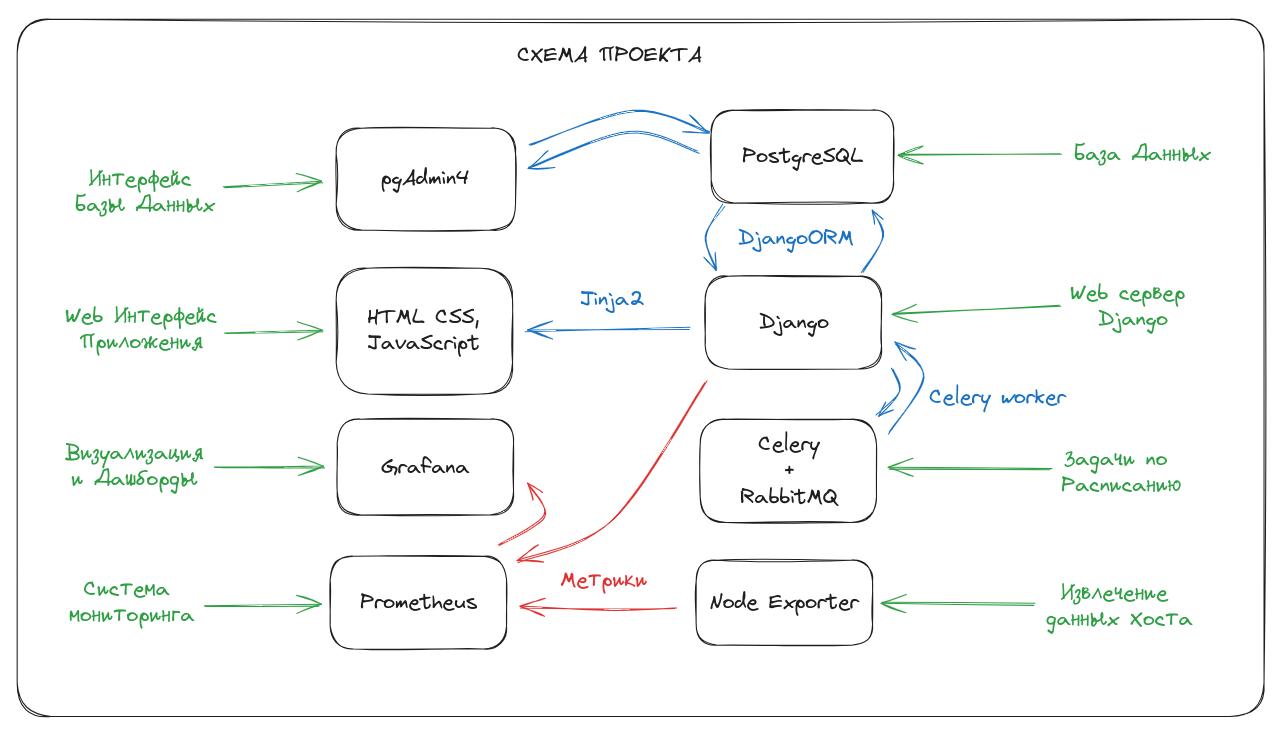 СХЕМА ПРОЕКТА
Интерфейс
Базы Данных
pgAdmin4
PostgreSQL
База Данных
DjangoORM
Web Интерфейс
Приложения
HTML CSS,
JavaScript
Jinja2
Django
Web сервер
Django
Celery worker
Визуализация
и Дашборды
Grafana
Celery
+
RabbitMQ
Задачи по
Расписанию
Система
мониторинга
Prometheus
Метрики
Node Exporter
Извлечение
данных Хоста